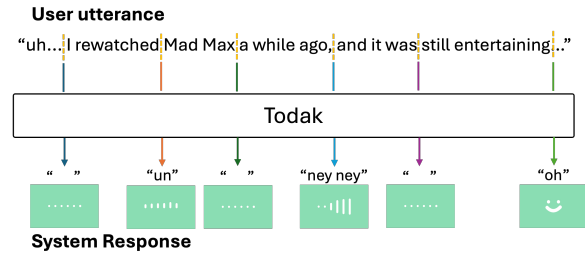 User utterance
“uh... I rewatched Mad Max a while ago, and it was still entertaining...”
Todak
“ ” “un” “ ” “ney ney” “ ” “oh”
System Response